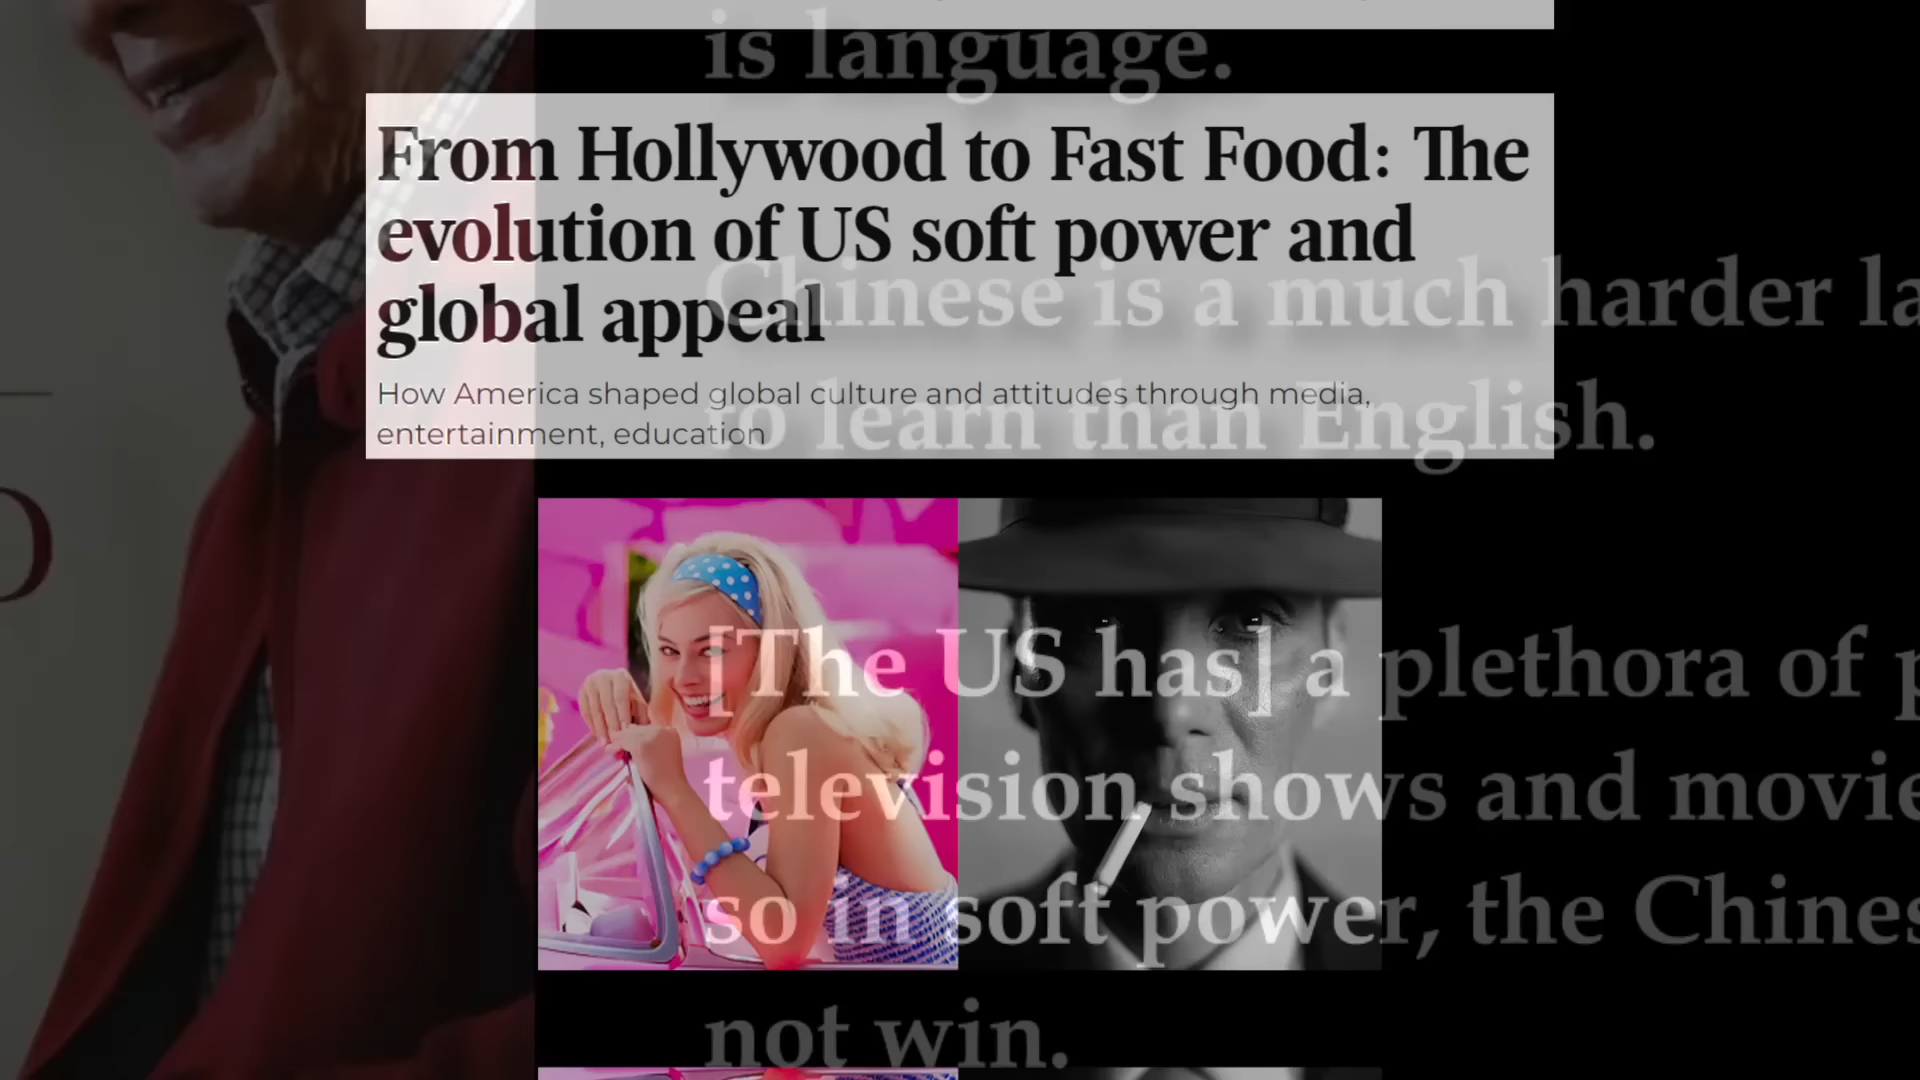 is language.
From Hollywood to Fast Food: The
evolution of US soft power and
global appeal
How America shaped global culture and attitudes through media,
entertainment, education
Chinese is a much harder
to learn than English.
[The US has] a plethora of
television shows and
so in soft power, the
not win.